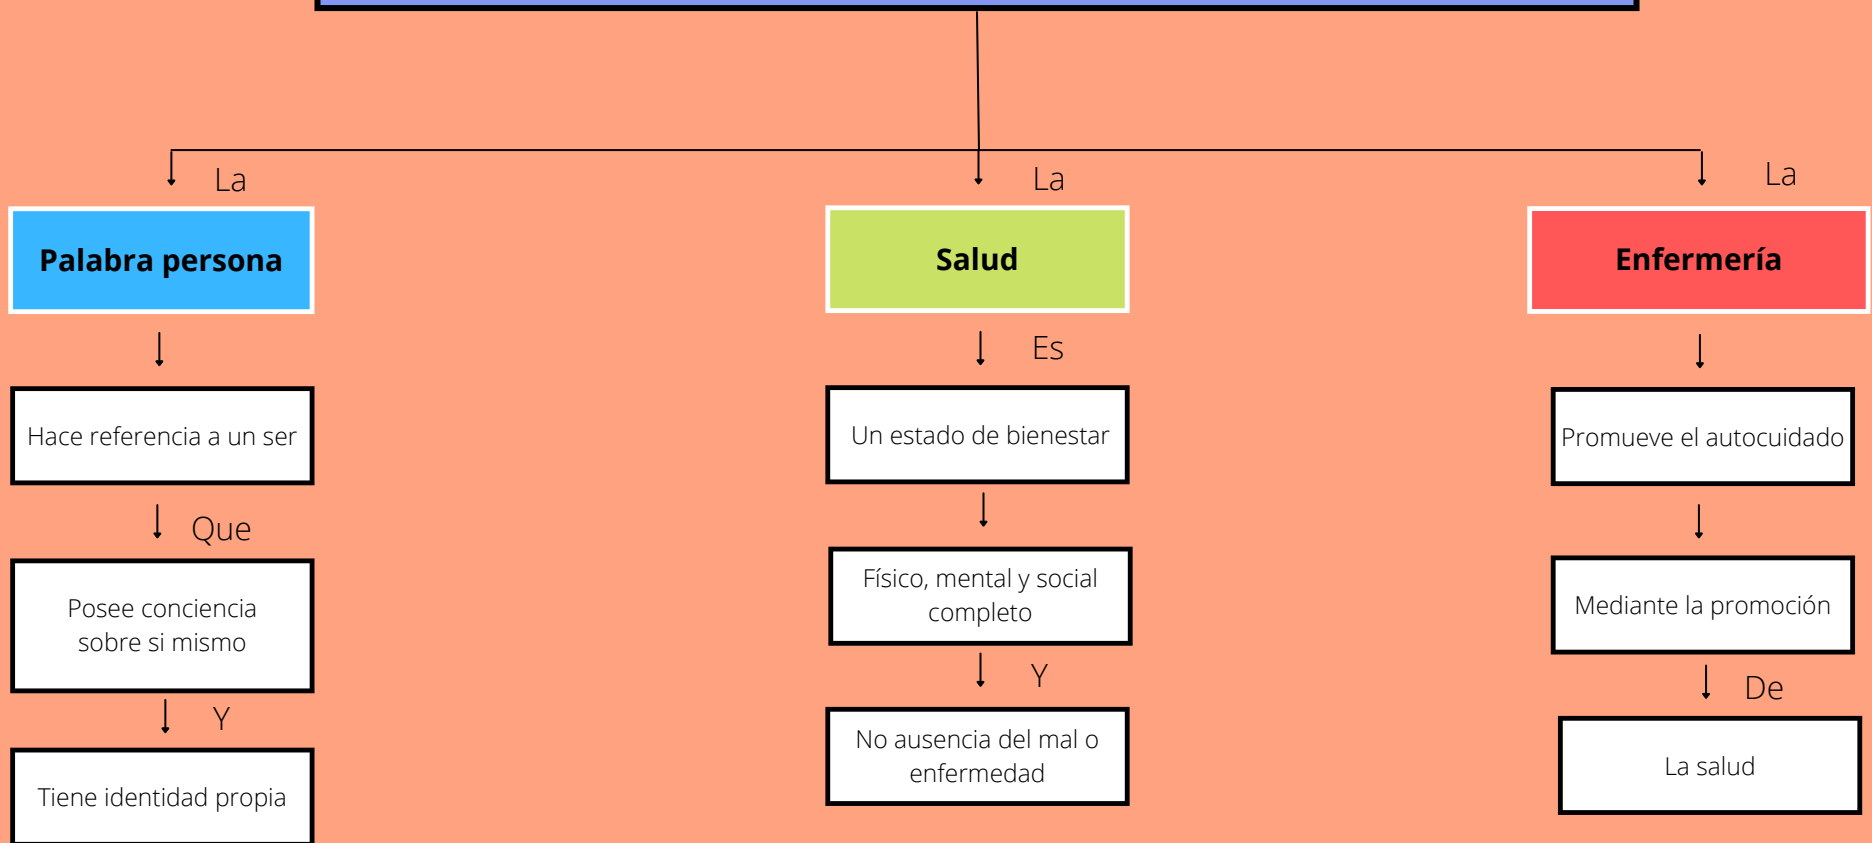 La
Palabra persona
Hace referencia a un ser
Que
Posee conciencia
sobre si mismo
Y
Tiene identidad propia
La
Salud
Es
Un estado de bienestar
Físico, mental y social
completo
Y
No ausencia del mal o
enfermedad
La
Enfermería
Promueve el autocuidado
Mediante la promoción
De
La salud